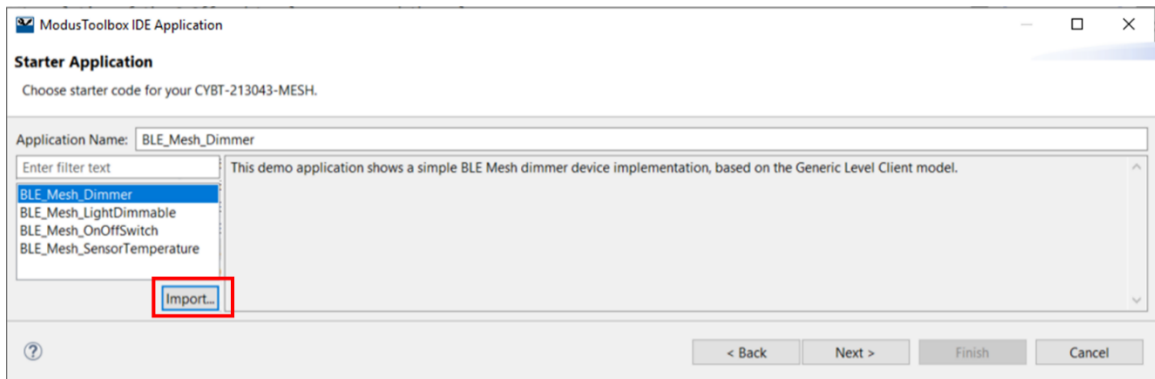 ModusToolbox IDE Application
Starter Application
Choose starter code for your CYBT-213043-MESH.
Application Name: BLE_Mesh_Dimmer
Enter filter text
This demo application shows a simple BLE Mesh dimmer device implementation, based on the Generic Level Client model.
BLE_Mesh_Dimmer
BLE_Mesh_LightDimmable
BLE_Mesh_OnOffSwitch
BLE_Mesh_SensorTemperature
Import...
? < Back Next > Finish Cancel